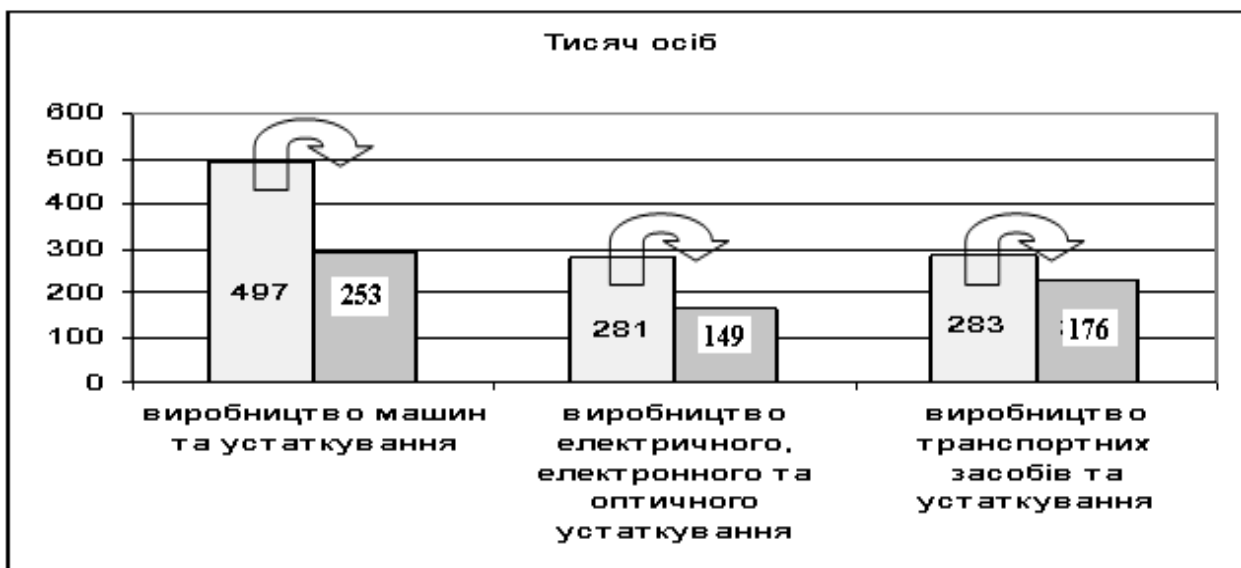 Тисяч осіб
600
500
400
300
200
100
0
497
253
281
149
283
176
виробництво машин
та устаткування
виробництво
електричного,
електронного та
оптичного
устаткування
виробництво
транспортних
засобів та
устаткування